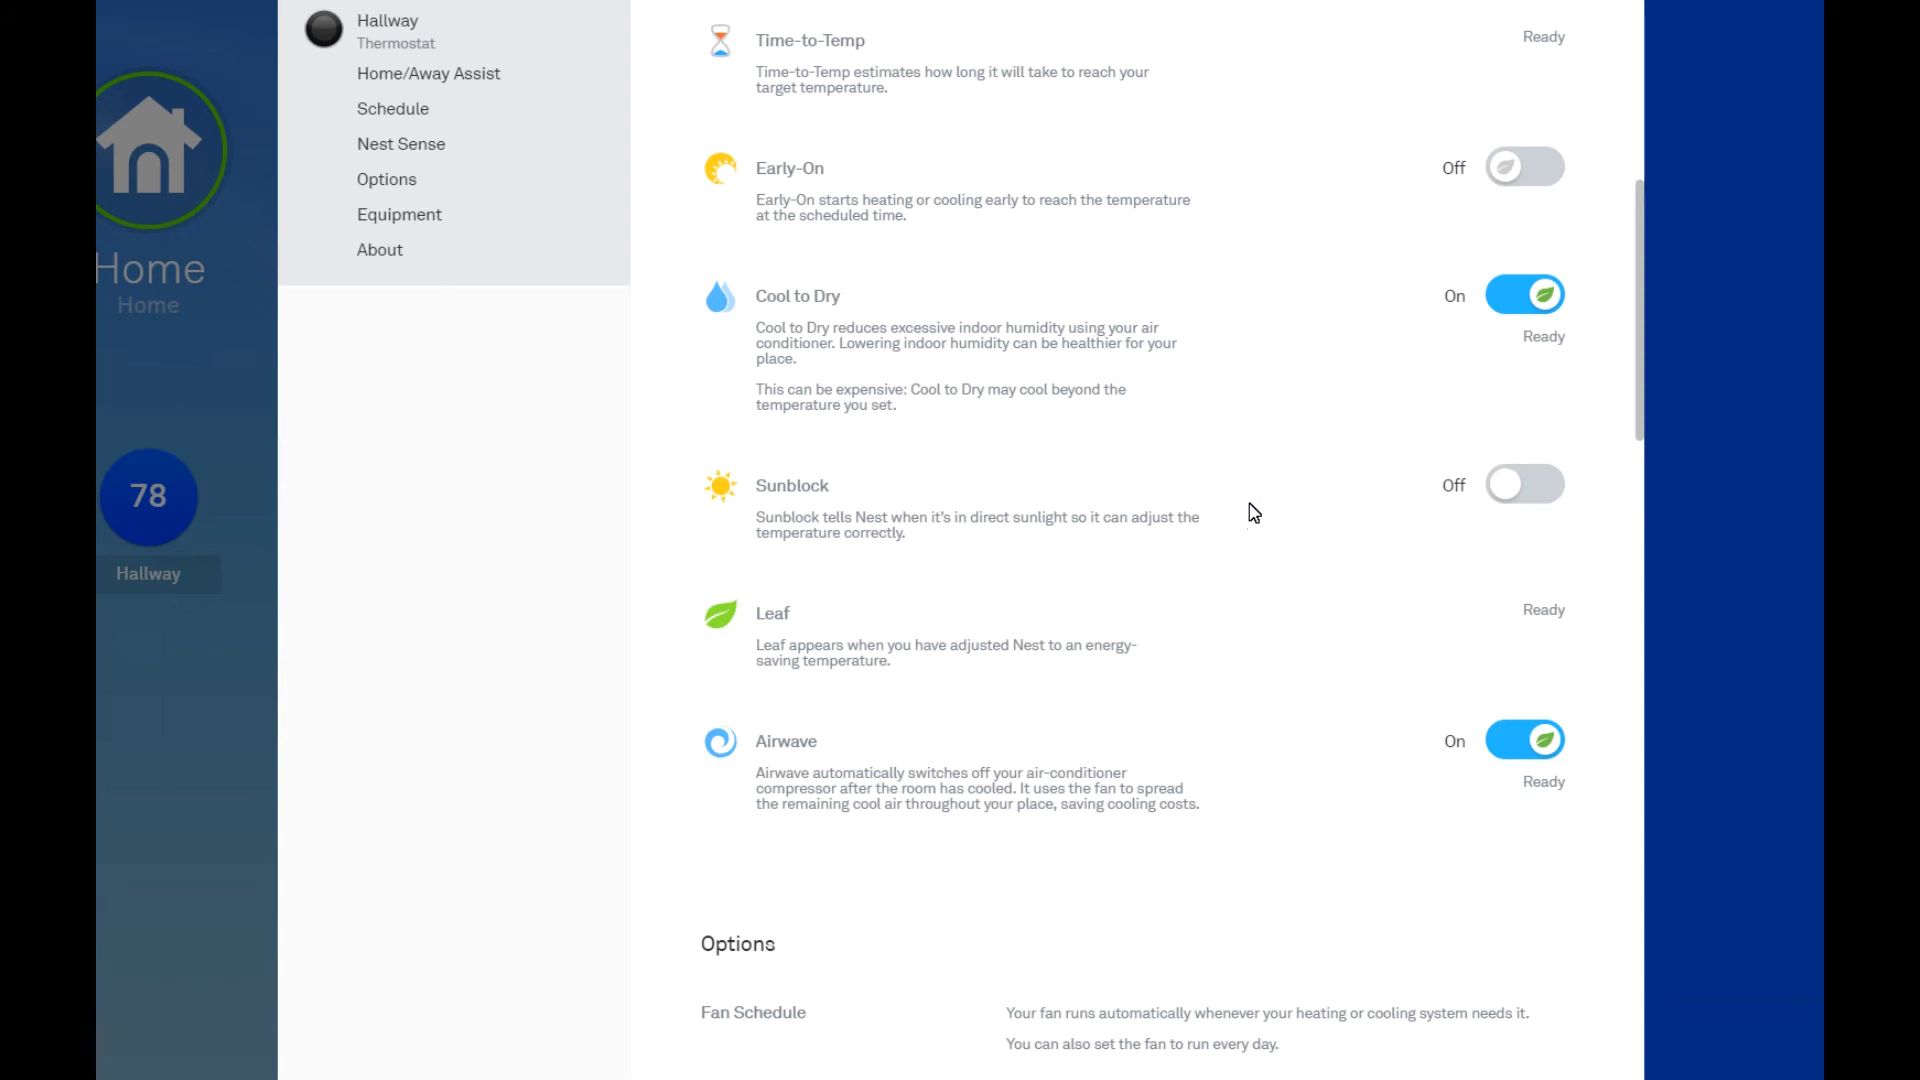 Hallway
Thermostat
Home/Away Assist
Schedule
Nest Sense
Options
Equipment
About
Home
Home
78
Hallway
Time-to-Temp
Ready
Time-to-Temp estimates how long it will take to reach your
target temperature.
Early-On
Off
Early-On starts heating or cooling early to reach the temperature
at the scheduled time.
Cool to Dry
On
Cool to Dry reduces excessive indoor humidity using your air
conditioner. Lowering indoor humidity can be healthier for your
place.
Ready
This can be expensive: Cool to Dry may cool beyond the
temperature you set.
Sunblock
Off
Sunblock tells Nest when it's in direct sunlight so it can adjust the
temperature correctly.
Leaf
Ready
Leaf appears when you have adjusted Nest to an energy-
saving temperature.
Airwave
On
Airwave automatically switches off your air-conditioner
compressor after the room has cooled. It uses the fan to spread
the remaining cool air throughout your place, saving cooling costs.
Ready
Options
Fan Schedule
Your fan runs automatically whenever your heating or cooling system needs it.
You can also set the fan to run every day.